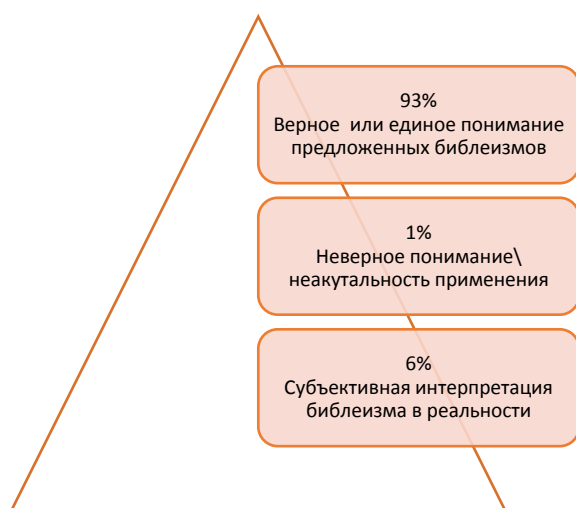 93%
Верное или единое понимание
предложенных библеизмов
1%
Неверное понимание\
неакутальность применения
6%
Субъективная интерпретация
библеизма в реальности